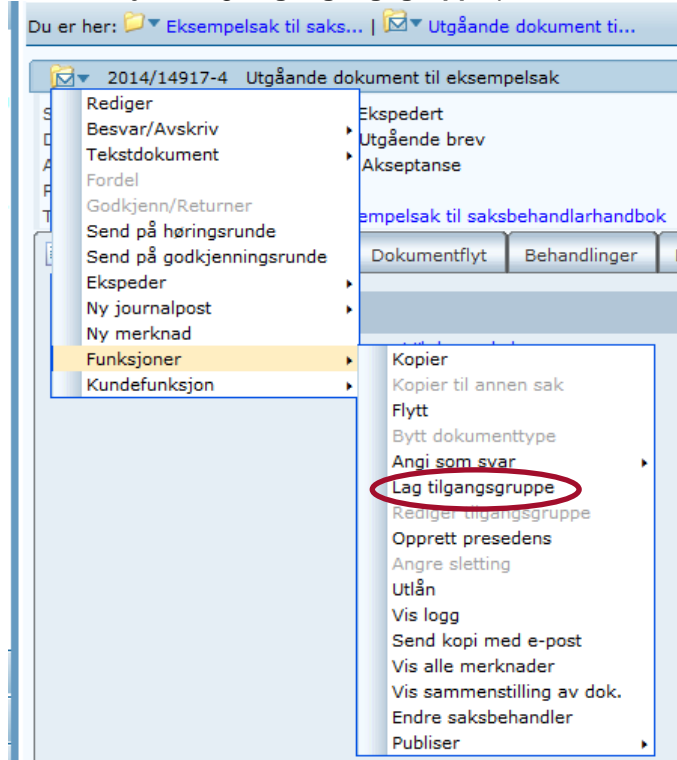 Du er her: Eksempelsak til saks... | Utgåande dokument ti...
2014/14917-4 Utgåande dokument til eksempelsak
Ekspedert
Utgående brev
Akseptanse
empelsak til saksbehandlarhandbok
Dokumentflyt Behandlinger
Rediger
Besvar/Avskriv
Tekstdokument
Fordel
Godkjenn/Returner
Send på høringsrunde
Send på godkjenningsrunde
Ekspeder
Ny journalpost
Ny merknad
Funksjoner
Kundefunksjon
Kopier
Kopier til annen sak
Flytt
Bytt dokumenttype
Angi som svar
Lag tilgangsgruppe
Rediger tilgangsgruppe
Opprett presedens
Angre sletting
Utlån
Vis logg
Send kopi med e-post
Vis alle merknader
Vis sammenstilling av dok.
Endre saksbehandler
Publiser